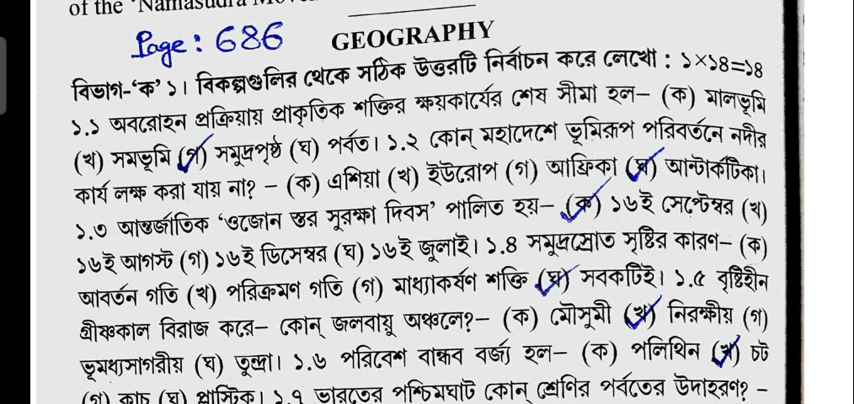 of the 'Namasudra Move
Page: 686
GEOGRAPHY
বিভাগ-'ক' ১। বিকল্পগুলির থেকে সঠিক উত্তরটি নির্বাচন করে লেখো : ১×১৪=১৪
১.১ অবরোহন প্রক্রিয়ায় প্রাকৃতিক শক্তির ক্ষয়কার্যের শেষ সীমা হল– (ক) মালভূমি
(খ) সমভূমি (গ) সমুদ্রপৃষ্ঠ (ঘ) পর্বত। ১.২ কোন্ মহাদেশে ভূমিরূপ পরিবর্তনে নদীর
কার্য লক্ষ করা যায় না? – (ক) এশিয়া (খ) ইউরোপ (গ) আফ্রিকা (ঘ) আন্টার্কটিকা।
১.৩ আন্তর্জাতিক 'ওজোন স্তর সুরক্ষা দিবস' পালিত হয়– (ক) ১৬ই সেপ্টেম্বর (খ)
১৬ই আগস্ট (গ) ১৬ই ডিসেম্বর (ঘ) ১৬ই জুলাই। ১.৪ সমুদ্রস্রোত সৃষ্টির কারণ– (ক)
আবর্তন গতি (খ) পরিক্রমণ গতি (গ) মাধ্যাকর্ষণ শক্তি (ঘ) সবকটিই। ১.৫ বৃষ্টিহীন
গ্রীষ্মকাল বিরাজ করে– কোন্ জলবায়ু অঞ্চলে?– (ক) মৌসুমী (খ) নিরক্ষীয় (গ)
ভূমধ্যসাগরীয় (ঘ) তুন্দ্রা। ১.৬ পরিবেশ বান্ধব বর্জ্য হল– (ক) পলিথিন (খ) চট
(গ) কাচ (ঘ) প্লাস্টিক। ১.৭ ভারতের পশ্চিমঘাট কোন্ শ্রেণির পর্বতের উদাহরণ? –